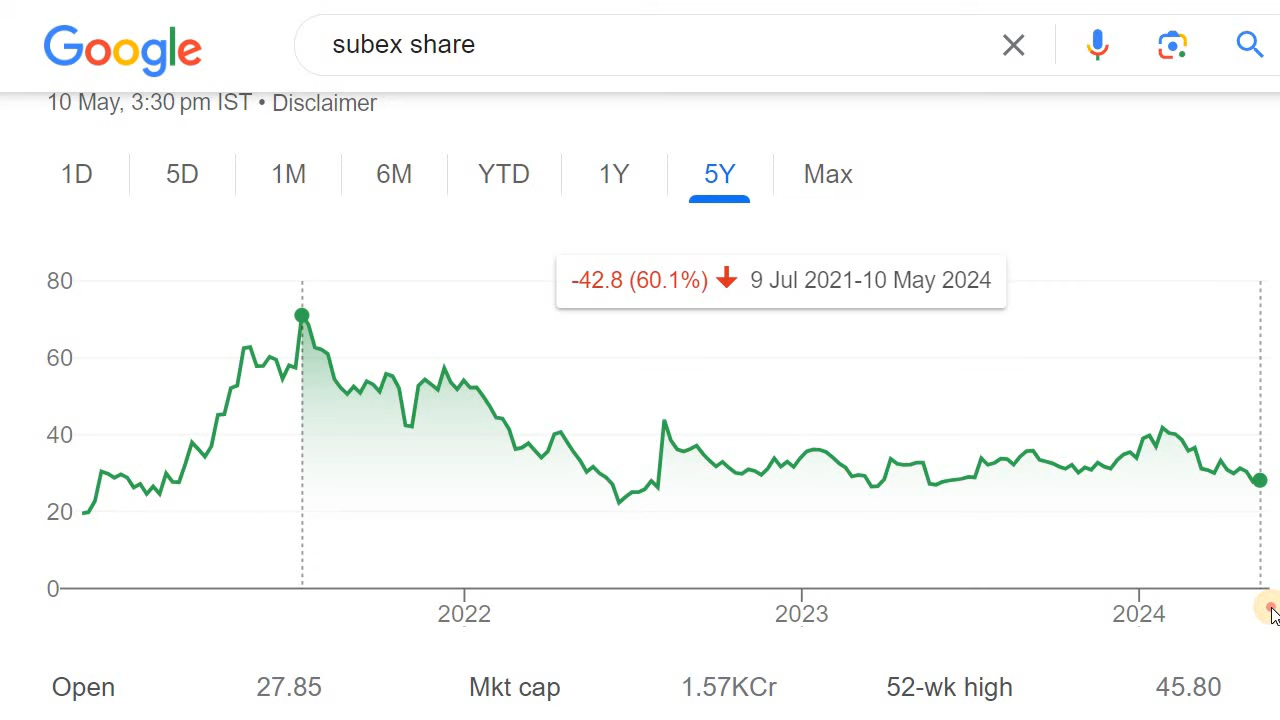 Google
subex share
10 May, 3:30 pm IST • Disclaimer
1D 5D 1M 6M YTD 1Y 5Y Max
-42.8 (60.1%) ↓ 9 Jul 2021-10 May 2024
80
60
40
20
0
2022 2023 2024
Open 27.85 Mkt cap 1.57KCr 52-wk high 45.80